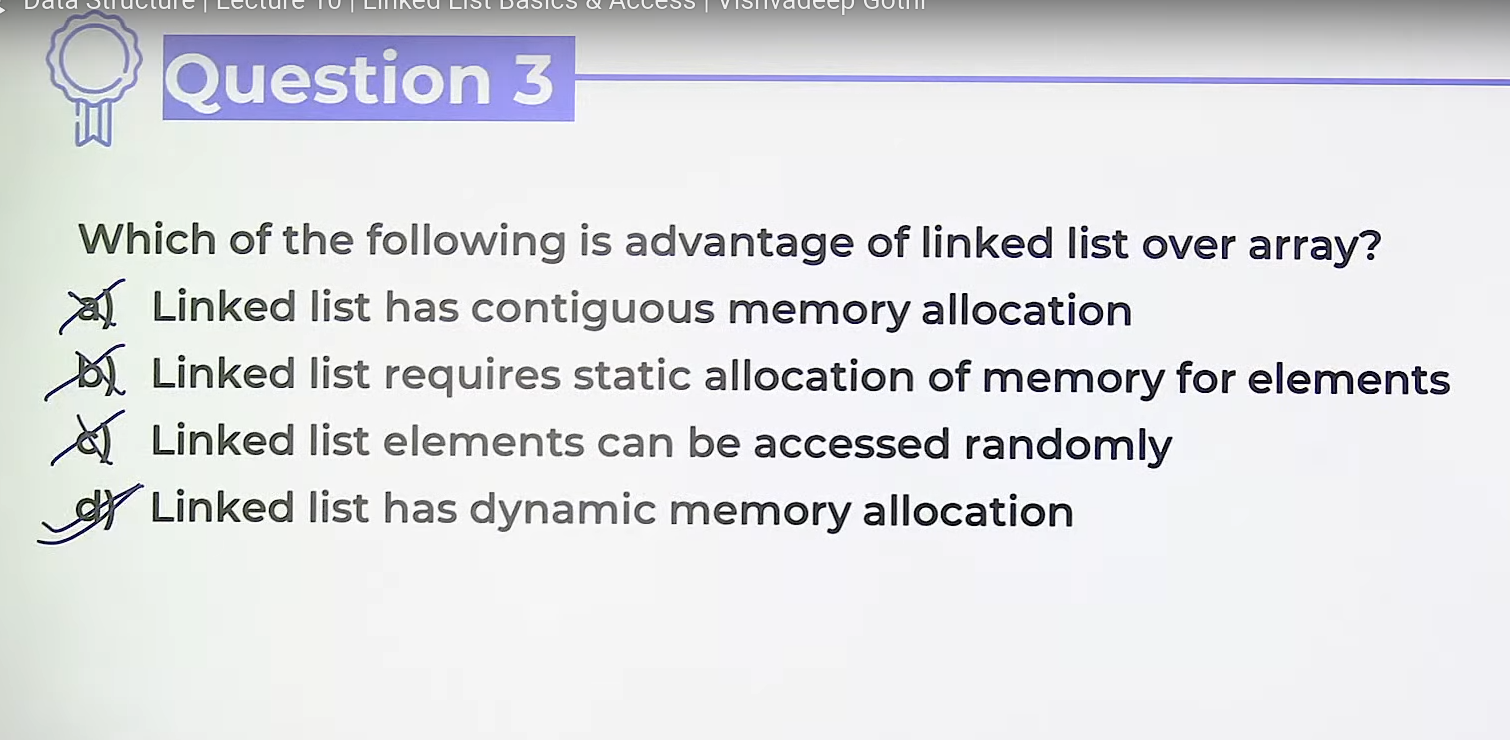 Data Structure | Lecture 10 | Linked List Basics & Access | Vishvadeep Gothi
Question 3
Which of the following is advantage of linked list over array?
a) Linked list has contiguous memory allocation
b) Linked list requires static allocation of memory for elements
c) Linked list elements can be accessed randomly
d) Linked list has dynamic memory allocation